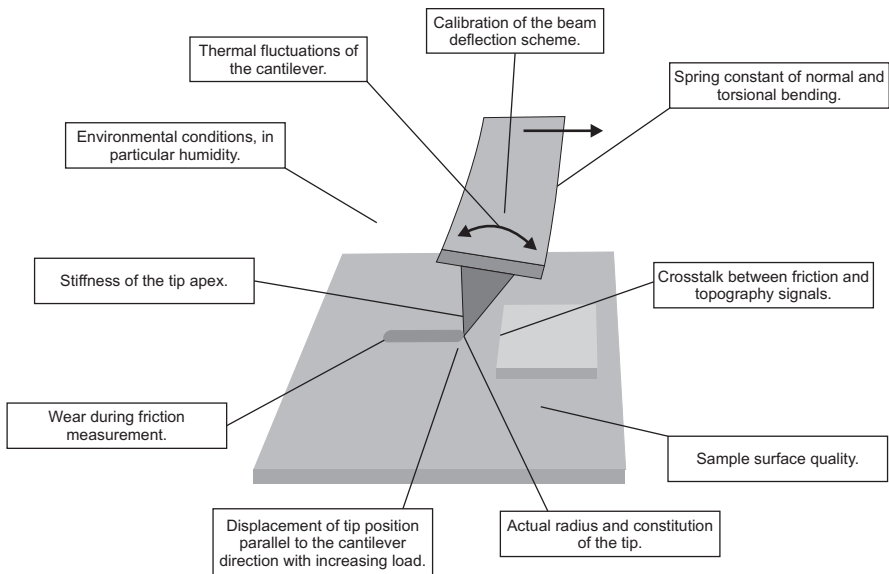 Calibration of the beam
deflection scheme.
Thermal fluctuations of
the cantilever.
Spring constant of normal and
torsional bending.
Environmental conditions, in
particular humidity.
Stiffness of the tip apex.
Crosstalk between friction and
topography signals.
Wear during friction
measurement.
Sample surface quality.
Displacement of tip position
parallel to the cantilever
direction with increasing load.
Actual radius and constitution
of the tip.